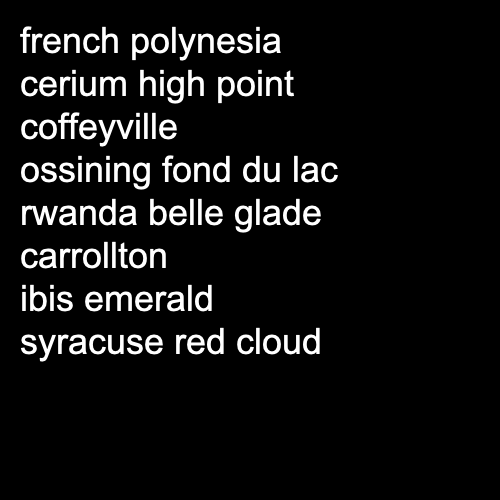 french polynesia
cerium high point
coffeyville
ossining fond du lac
rwanda belle glade
carrollton
ibis emerald
syracuse red cloud